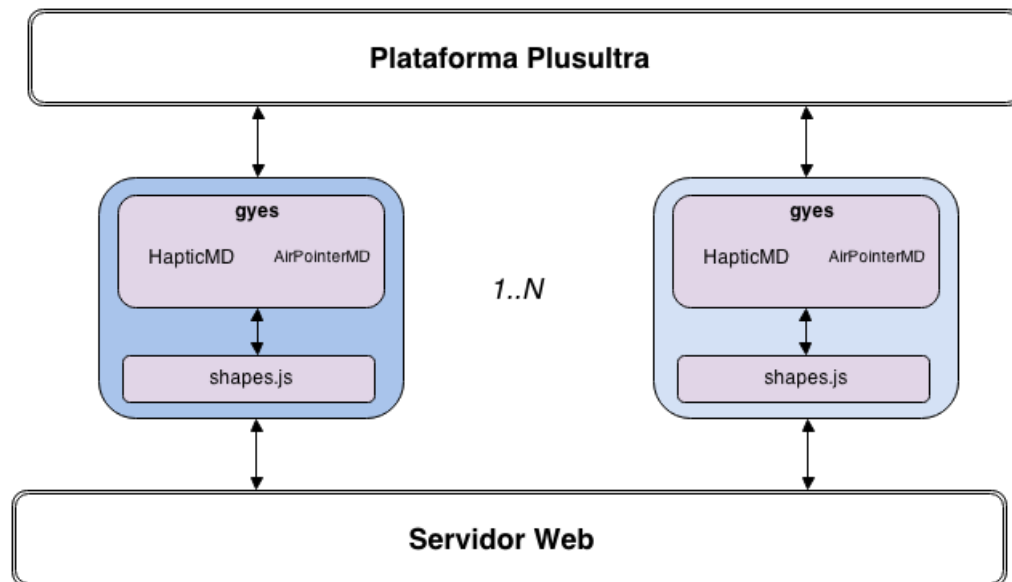 Plataforma Plusultra
gyes
HapticMD AirPointerMD
shapes.js
1..N
gyes
HapticMD AirPointerMD
shapes.js
Servidor Web